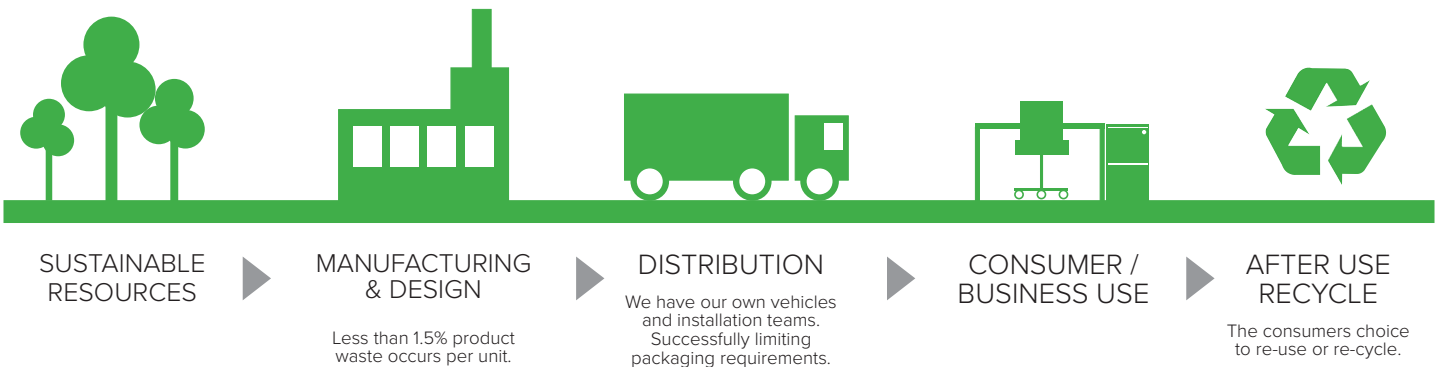 SUSTAINABLE
RESOURCES
MANUFACTURING
& DESIGN
Less than 1.5% product
waste occurs per unit.
DISTRIBUTION
We have our own vehicles
and installation teams.
Successfully limiting
packaging requirements.
CONSUMER /
BUSINESS USE
AFTER USE
RECYCLE
The consumers choice
to re-use or re-cycle.